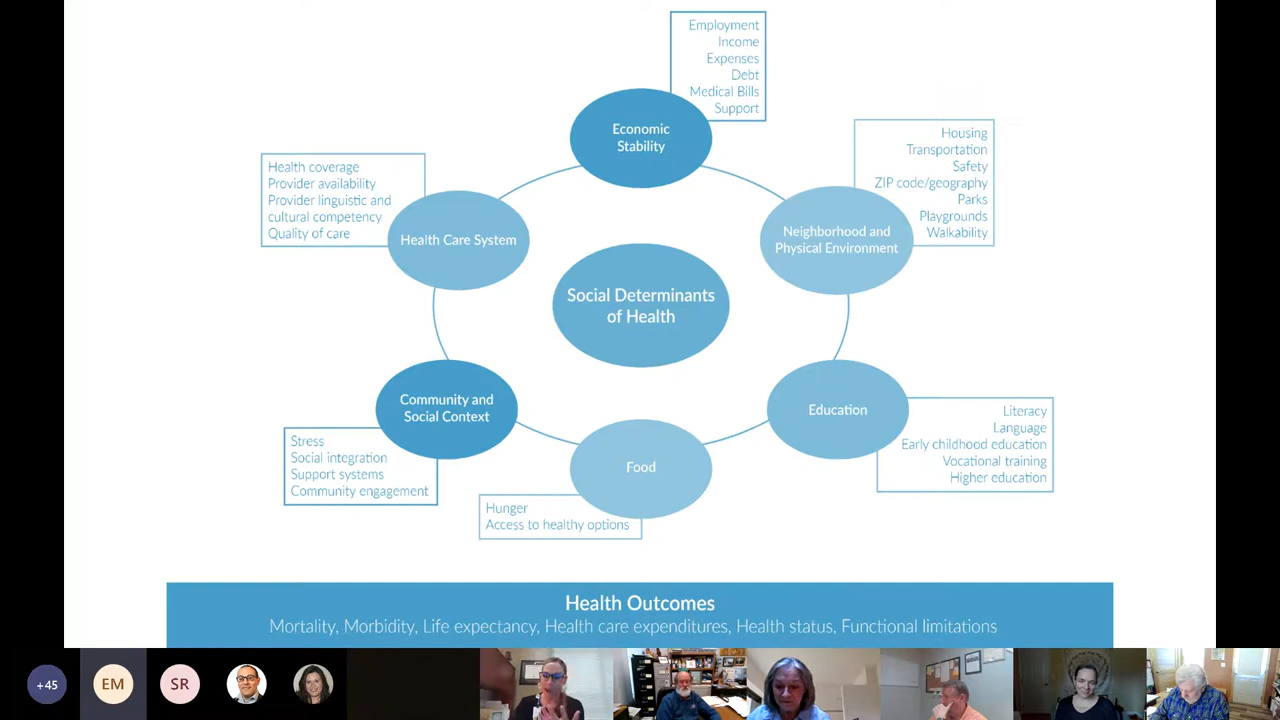 Employment
Income
Expenses
Debt
Medical Bills
Support
Economic
Stability
Housing
Transportation
Safety
ZIP code/geography
Parks
Playgrounds
Walkability
Neighborhood and
Physical Environment
Health coverage
Provider availability
Provider linguistic and
cultural competency
Quality of care
Health Care System
Social Determinants
of Health
Community and
Social Context
Stress
Social integration
Support systems
Community engagement
Education
Literacy
Language
Early childhood education
Vocational training
Higher education
Food
Hunger
Access to healthy options
Health Outcomes
Mortality, Morbidity, Life expectancy, Health care expenditures, Health status, Functional limitations
+45
EM
SR